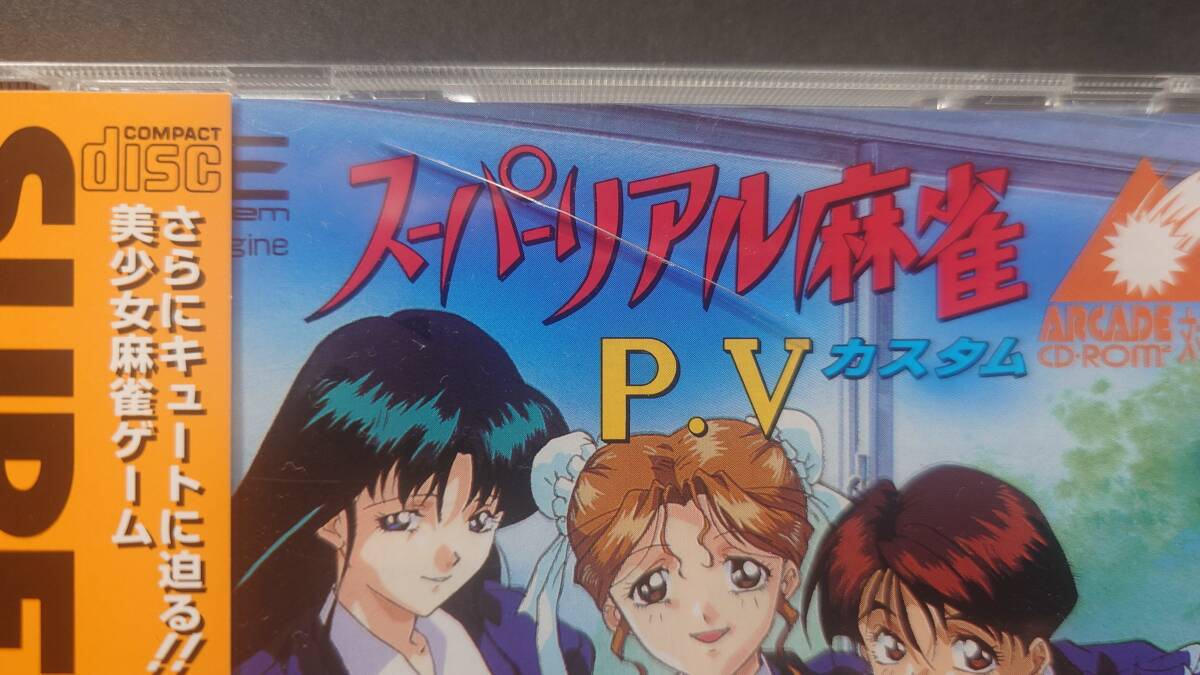 COMPACT
disc
さらにキュートに迫る!!
美少女麻雀ゲーム
スーパーリアル麻雀
P.V カスタム
ARCADE
CD-ROM²